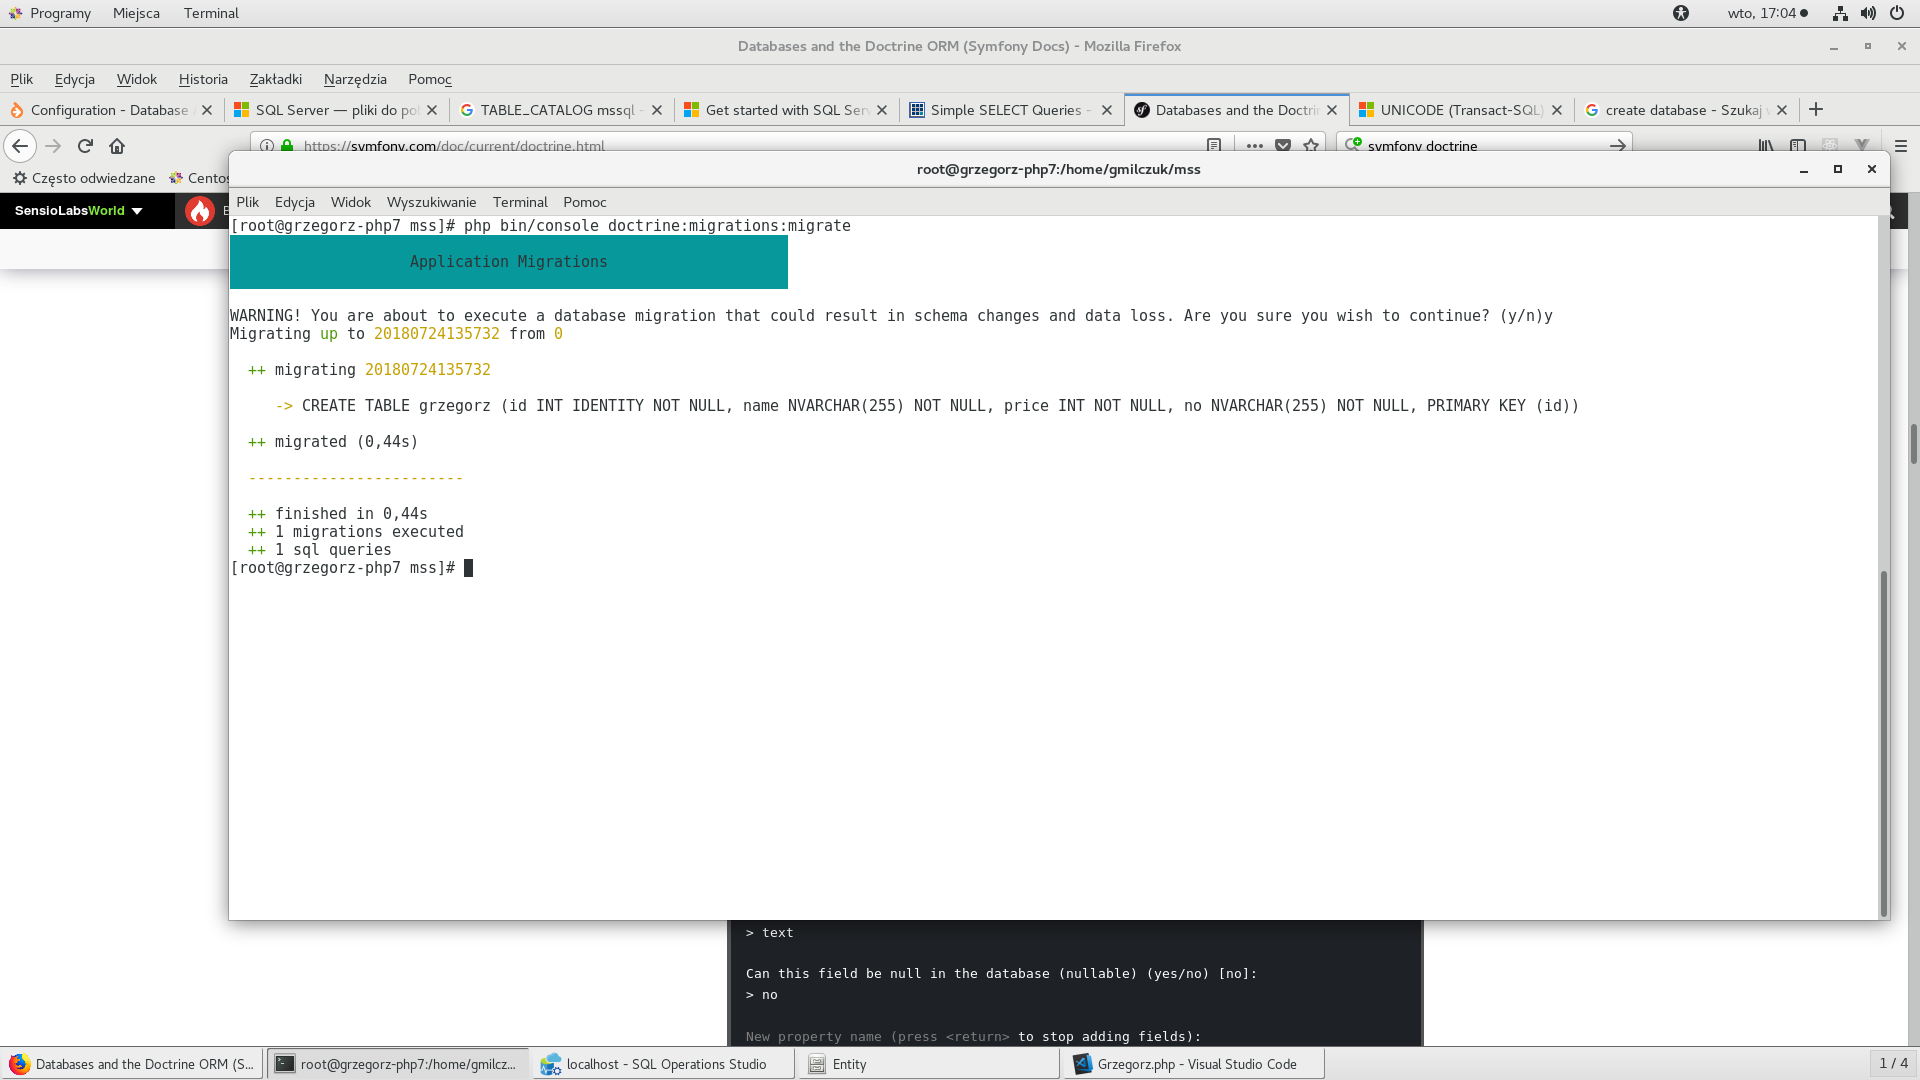 Programy Miejsca Terminal wto, 17:04
Databases and the Doctrine ORM (Symfony Docs) - Mozilla Firefox
Plik Edycja Widok Historia Zakładki Narzędzia Pomoc
Configuration - Database SQL Server — pliki do po TABLE_CATALOG mssql - Get started with SQL Ser Simple SELECT Queries - Databases and the Doctrin UNICODE (Transact-SQL) create database - Szukaj w
https://symfony.com/doc/current/doctrine.html symfony doctrine
Często odwiedzane Centos
root@grzegorz-php7:/home/gmilczuk/mss
SensioLabsWorld
Plik Edycja Widok Wyszukiwanie Terminal Pomoc
[root@grzegorz-php7 mss]# php bin/console doctrine:migrations:migrate
Application Migrations
WARNING! You are about to execute a database migration that could result in schema changes and data loss. Are you sure you wish to continue? (y/n)y
Migrating up to 20180724135732 from 0
++ migrating 20180724135732
-> CREATE TABLE grzegorz (id INT IDENTITY NOT NULL, name NVARCHAR(255) NOT NULL, price INT NOT NULL, no NVARCHAR(255) NOT NULL, PRIMARY KEY (id))
++ migrated (0,44s)
------------------------
++ finished in 0,44s
++ 1 migrations executed
++ 1 sql queries
[root@grzegorz-php7 mss]#
> text
Can this field be null in the database (nullable) (yes/no) [no]:
> no
New property name (press <return> to stop adding fields):
Databases and the Doctrine ORM (S... root@grzegorz-php7:/home/gmilcz... localhost - SQL Operations Studio Entity Grzegorz.php - Visual Studio Code 1 / 4